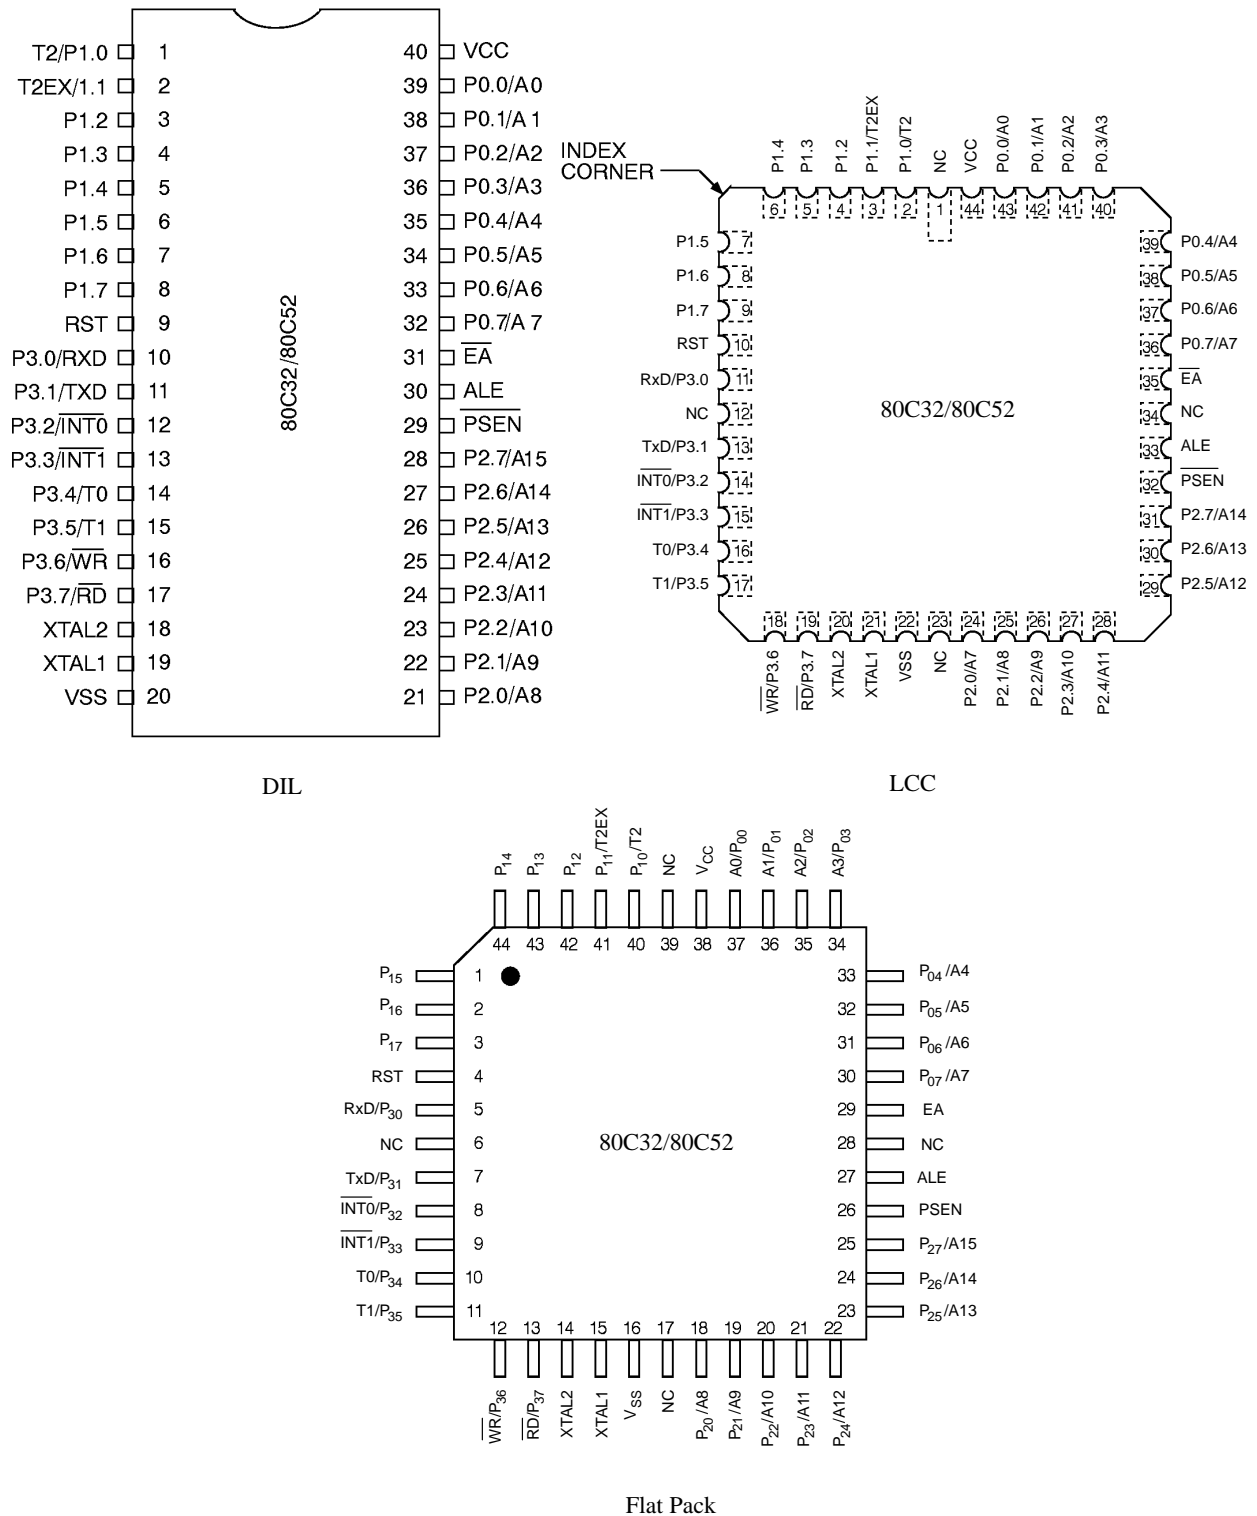 T2/P1.0 1 40 VCC
T2EX/1.1 2 39 P0.0/A0
P1.2 3 38 P0.1/A1
P1.3 4 37 P0.2/A2
P1.4 5 36 P0.3/A3
P1.5 6 35 P0.4/A4
P1.6 7 34 P0.5/A5
P1.7 8 33 P0.6/A6
RST 9 32 P0.7/A7
P3.0/RXD 10 31 EA
P3.1/TXD 11 30 ALE
P3.2/INT0 12 29 PSEN
P3.3/INT1 13 28 P2.7/A15
P3.4/T0 14 27 P2.6/A14
P3.5/T1 15 26 P2.5/A13
P3.6/WR 16 25 P2.4/A12
P3.7/RD 17 24 P2.3/A11
XTAL2 18 23 P2.2/A10
XTAL1 19 22 P2.1/A9
VSS 20 21 P2.0/A8
80C32/80C52
DIL
INDEX
CORNER
P1.4 P1.3 P1.2 P1.1/T2EX P1.0/T2 NC VCC P0.0/A0 P0.1/A1 P0.2/A2 P0.3/A3
6 5 4 3 2 1 44 43 42 41 40
P1.5 7 39 P0.4/A4
P1.6 8 38 P0.5/A5
P1.7 9 37 P0.6/A6
RST 10 36 P0.7/A7
RxD/P3.0 11 35 EA
NC 12 34 NC
TxD/P3.1 13 33 ALE
INT0/P3.2 14 32 PSEN
INT1/P3.3 15 31 P2.7/A14
T0/P3.4 16 30 P2.6/A13
T1/P3.5 17 29 P2.5/A12
80C32/80C52
18 19 20 21 22 23 24 25 26 27 28
WR/P3.6 RD/P3.7 XTAL2 XTAL1 VSS NC P2.0/A7 P2.1/A8 P2.2/A9 P2.3/A10 P2.4/A11
LCC
P14 P13 P12 P11/T2EX P10/T2 NC VCC A0/P00 A1/P01 A2/P02 A3/P03
44 43 42 41 40 39 38 37 36 35 34
P15 1 33 P04/A4
P16 2 32 P05/A5
P17 3 31 P06/A6
RST 4 30 P07/A7
RxD/P30 5 29 EA
NC 6 28 NC
TxD/P31 7 27 ALE
INT0/P32 8 26 PSEN
INT1/P33 9 25 P27/A15
T0/P34 10 24 P26/A14
T1/P35 11 23 P25/A13
80C32/80C52
12 13 14 15 16 17 18 19 20 21 22
WR/P36 RD/P37 XTAL2 XTAL1 VSS NC P20/A8 P21/A9 P22/A10 P23/A11 P24/A12
Flat Pack